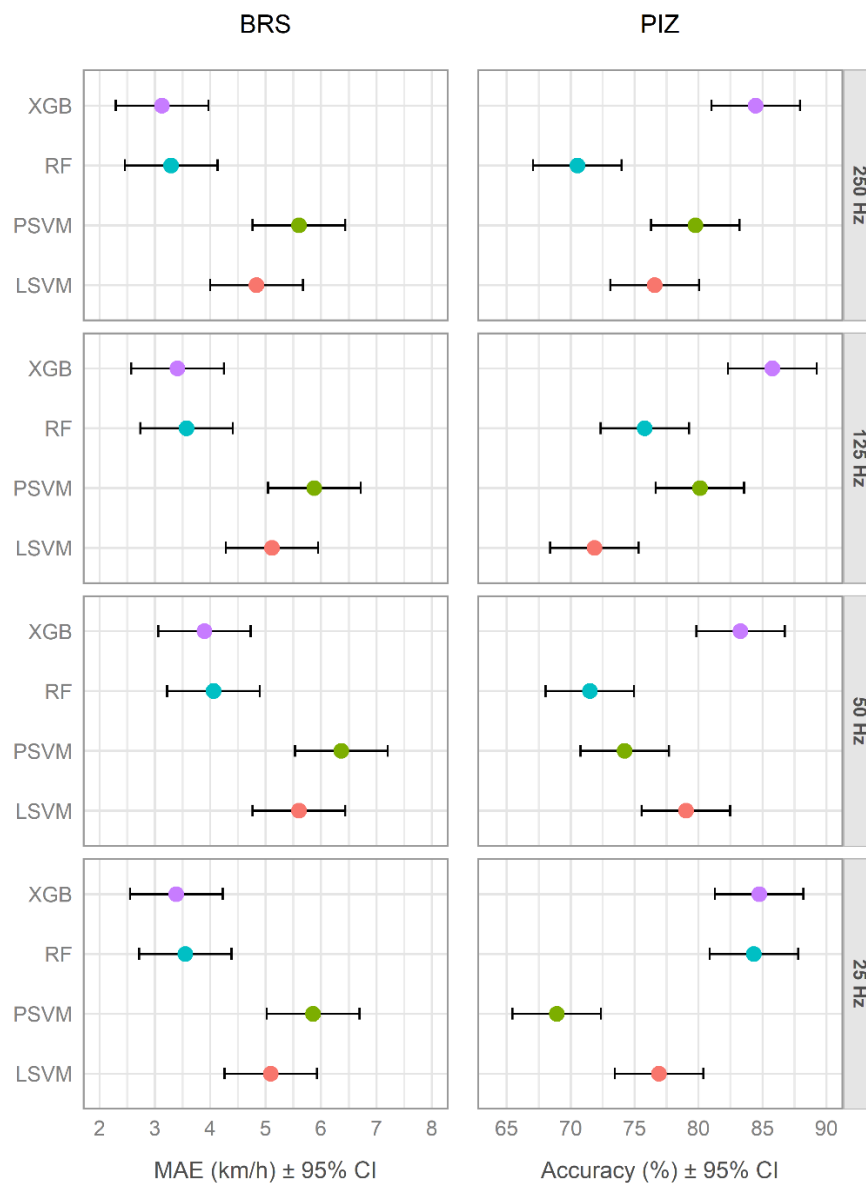 BRS
PIZ
XGB
RF
PSVM
LSVM
250 Hz
XGB
RF
PSVM
LSVM
125 Hz
XGB
RF
PSVM
LSVM
50 Hz
XGB
RF
PSVM
LSVM
25 Hz
2 3 4 5 6 7 8
65 70 75 80 85 90
MAE (km/h) ± 95% CI
Accuracy (%) ± 95% CI